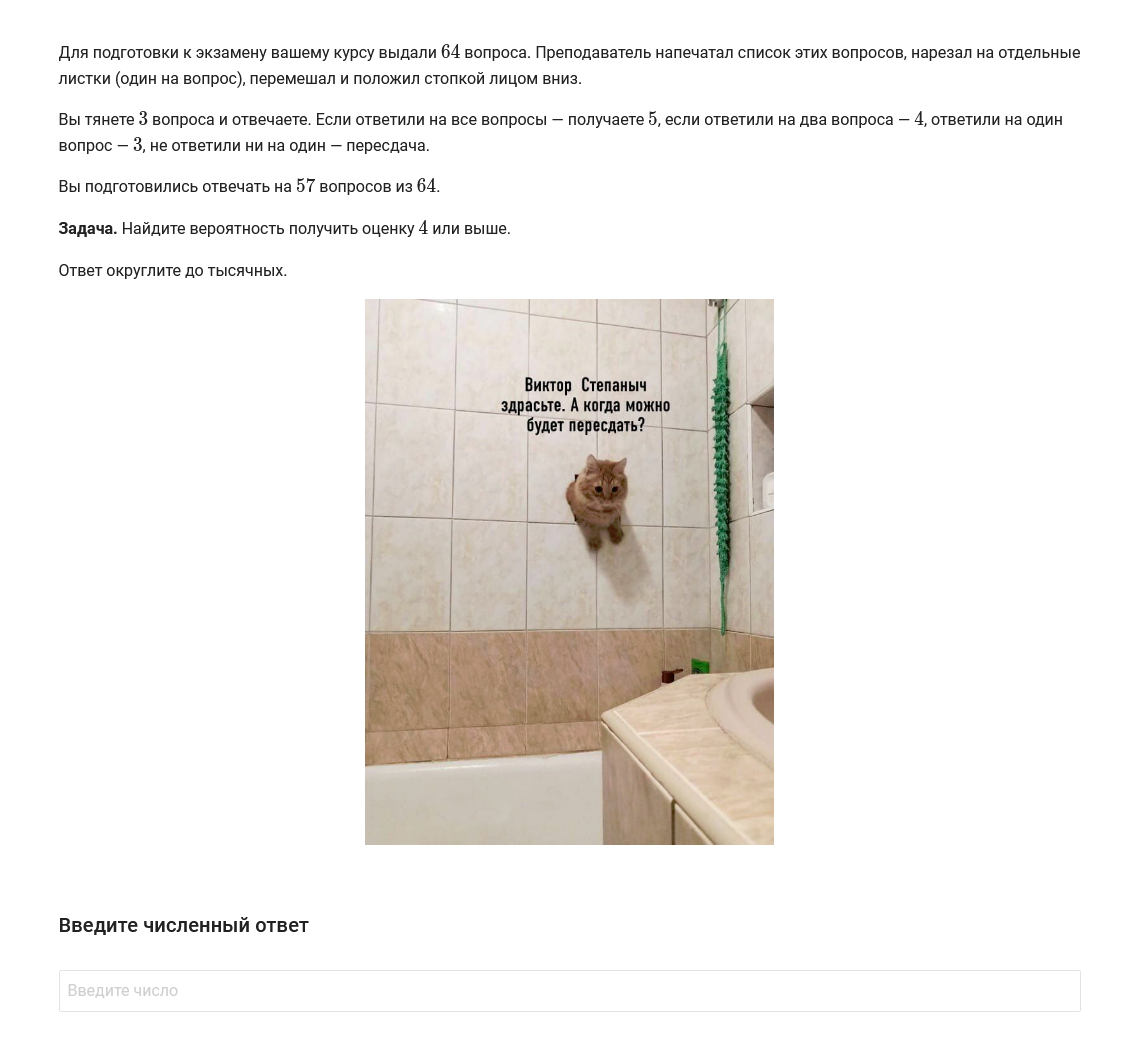 Для подготовки к экзамену вашему курсу выдали 64 вопроса. Преподаватель напечатал список этих вопросов, нарезал на отдельные
листки (один на вопрос), перемешал и положил стопкой лицом вниз.
Вы тянете 3 вопроса и отвечаете. Если ответили на все вопросы – получаете 5, если ответили на два вопроса – 4, ответили на один
вопрос – 3, не ответили ни на один – пересдача.
Вы подготовились отвечать на 57 вопросов из 64.
Задача. Найдите вероятность получить оценку 4 или выше.
Ответ округлите до тысячных.
Виктор Степаныч
здрасьте. А когда можно
будет пересдать?
Введите численный ответ
Введите число